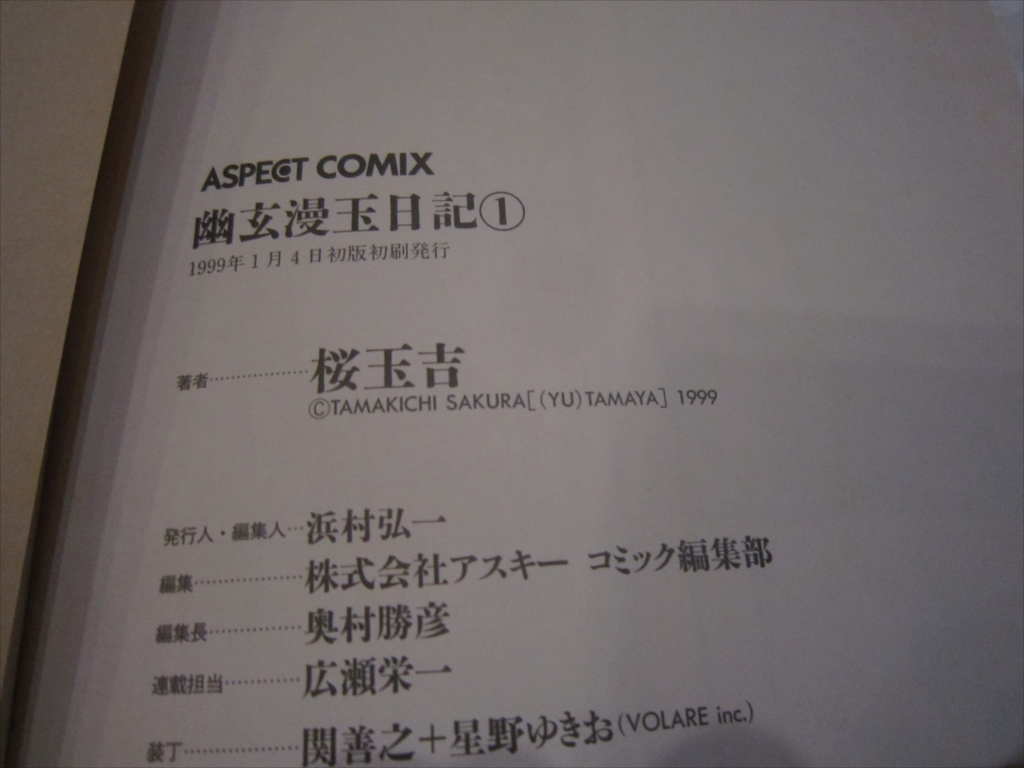 ASPECT COMIX
幽玄漫玉日記①
1999年1月4日初版初刷発行
著者………………桜玉吉
©TAMAKICHI SAKURA[(YU)TAMAYA] 1999
発行人・編集人…浜村弘一
編集………………株式会社アスキー コミック編集部
編集長……………奥村勝彦
連載担当…………広瀬栄一
装丁………………関善之＋星野ゆきお(VOLARE inc.)